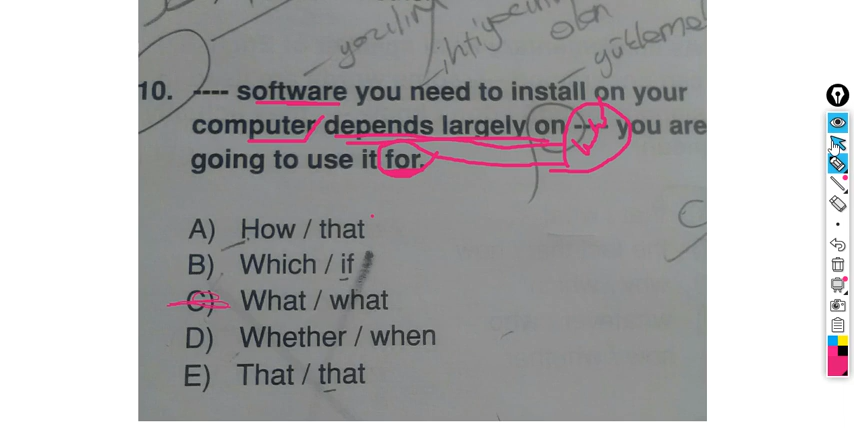 yazılım
ihtiyacın
olan
yükleme
10. ---- software you need to install on your
computer depends largely on ---- you are
going to use it for.
A) How / that
B) Which / if
C) What / what
D) Whether / when
E) That / that